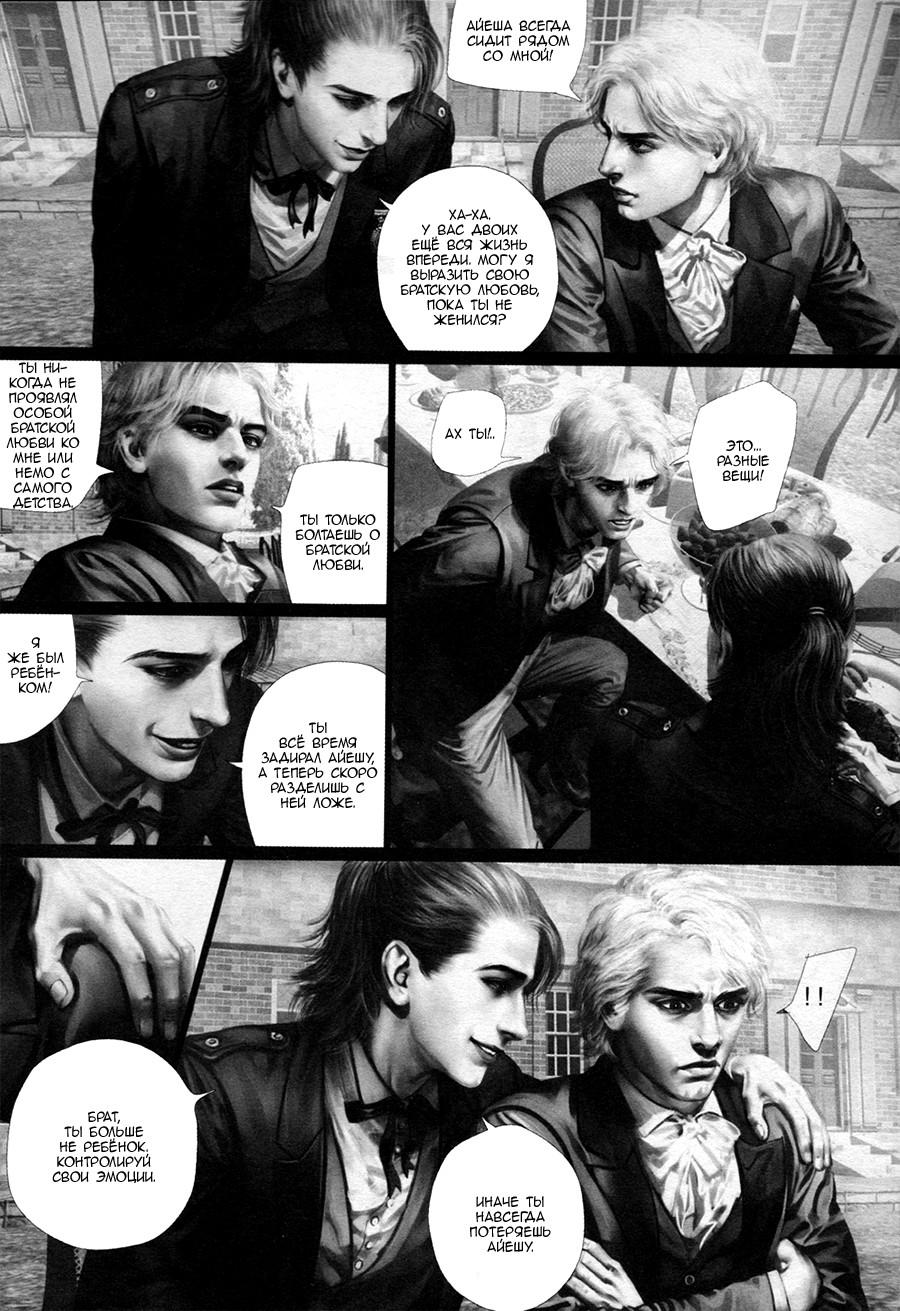 АЙЕША ВСЕГДА
СИДИТ РЯДОМ
СО МНОЙ!
ХА-ХА.
У ВАС ДВОИХ
ЕЩЁ ВСЯ ЖИЗНЬ
ВПЕРЕДИ. МОГУ Я
ВЫРАЗИТЬ СВОЮ
БРАТСКУЮ ЛЮБОВЬ,
ПОКА ТЫ НЕ
ЖЕНИЛСЯ?
ТЫ НИ-
КОГДА НЕ
ПРОЯВЛЯЛ
ОСОБОЙ
БРАТСКОЙ
ЛЮБВИ КО
МНЕ ИЛИ
НЕМО С
САМОГО
ДЕТСТВА.
ТЫ ТОЛЬКО
БОЛТАЕШЬ О
БРАТСКОЙ
ЛЮБВИ.
АХ ТЫ!..
ЭТО...
РАЗНЫЕ
ВЕЩИ!
Я
ЖЕ БЫЛ
РЕБЁН-
КОМ!
ТЫ
ВСЁ ВРЕМЯ
ЗАДИРАЛ АЙЕШУ,
А ТЕПЕРЬ СКОРО
РАЗДЕЛИШЬ С
НЕЙ ЛОЖЕ.
БРАТ,
ТЫ БОЛЬШЕ
НЕ РЕБЁНОК.
КОНТРОЛИРУЙ
СВОИ ЭМОЦИИ.
!!
ИНАЧЕ ТЫ
НАВСЕГДА
ПОТЕРЯЕШЬ
АЙЕШУ.